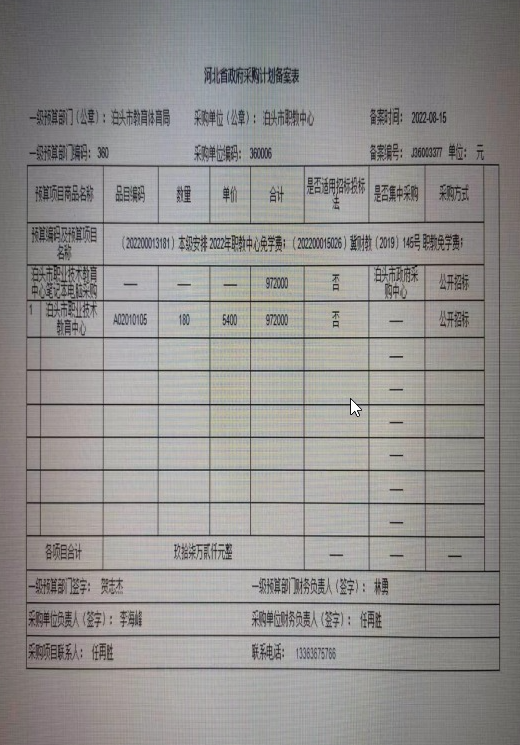 河北省政府采购计划备案表
一级预算部门（公章）：泊头市教育体育局 采购单位（公章）：泊头市职教中心 备案时间：2022-08-15
一级预算部门编码：360 采购单位编码：360006 备案编号：J36003377 单位：元
预算项目商品名称 品目编码 数量 单价 合计 是否适用招标投标法 是否集中采购 采购方式
预算编码及预算项目名称 （202200013181）本级安排2022年职教中心免学费；（202200015026）冀财教（2019）145号 职教免学费；
泊头市职业技术教育中心笔记本电脑采购 — — — 972000 否 泊头市政府采购中心 公开招标
1 泊头市职业技术教育中心 A02010105 180 5400 972000 否 — 公开招标
—
—
—
—
—
—
各项目合计 玖拾柒万贰仟元整 — — —
一级预算部门签字：贺志杰 一级预算部门财务负责人（签字）：林勇
采购单位负责人（签字）：李海峰 采购单位财务负责人（签字）：任再胜
采购项目联系人：任再胜 联系电话：13363675766